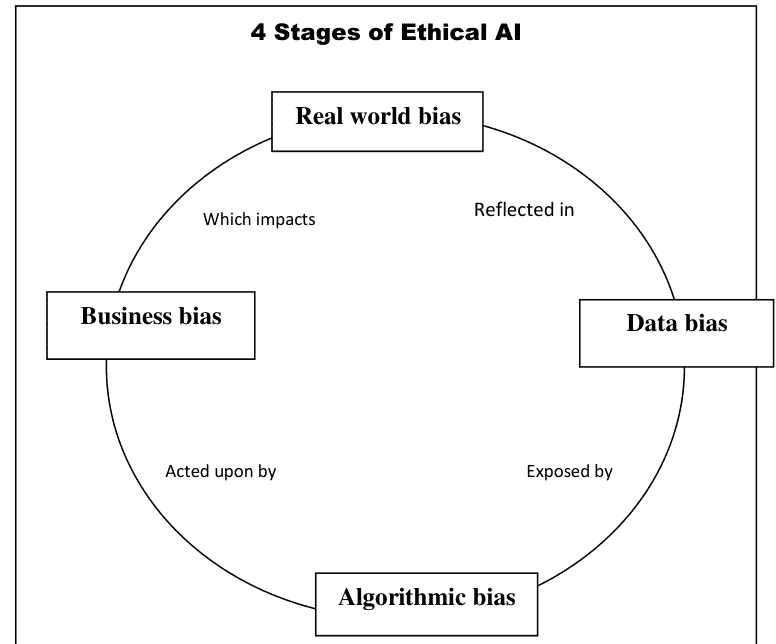 4 Stages of Ethical AI
Real world bias
Which impacts
Reflected in
Business bias
Data bias
Acted upon by
Exposed by
Algorithmic bias